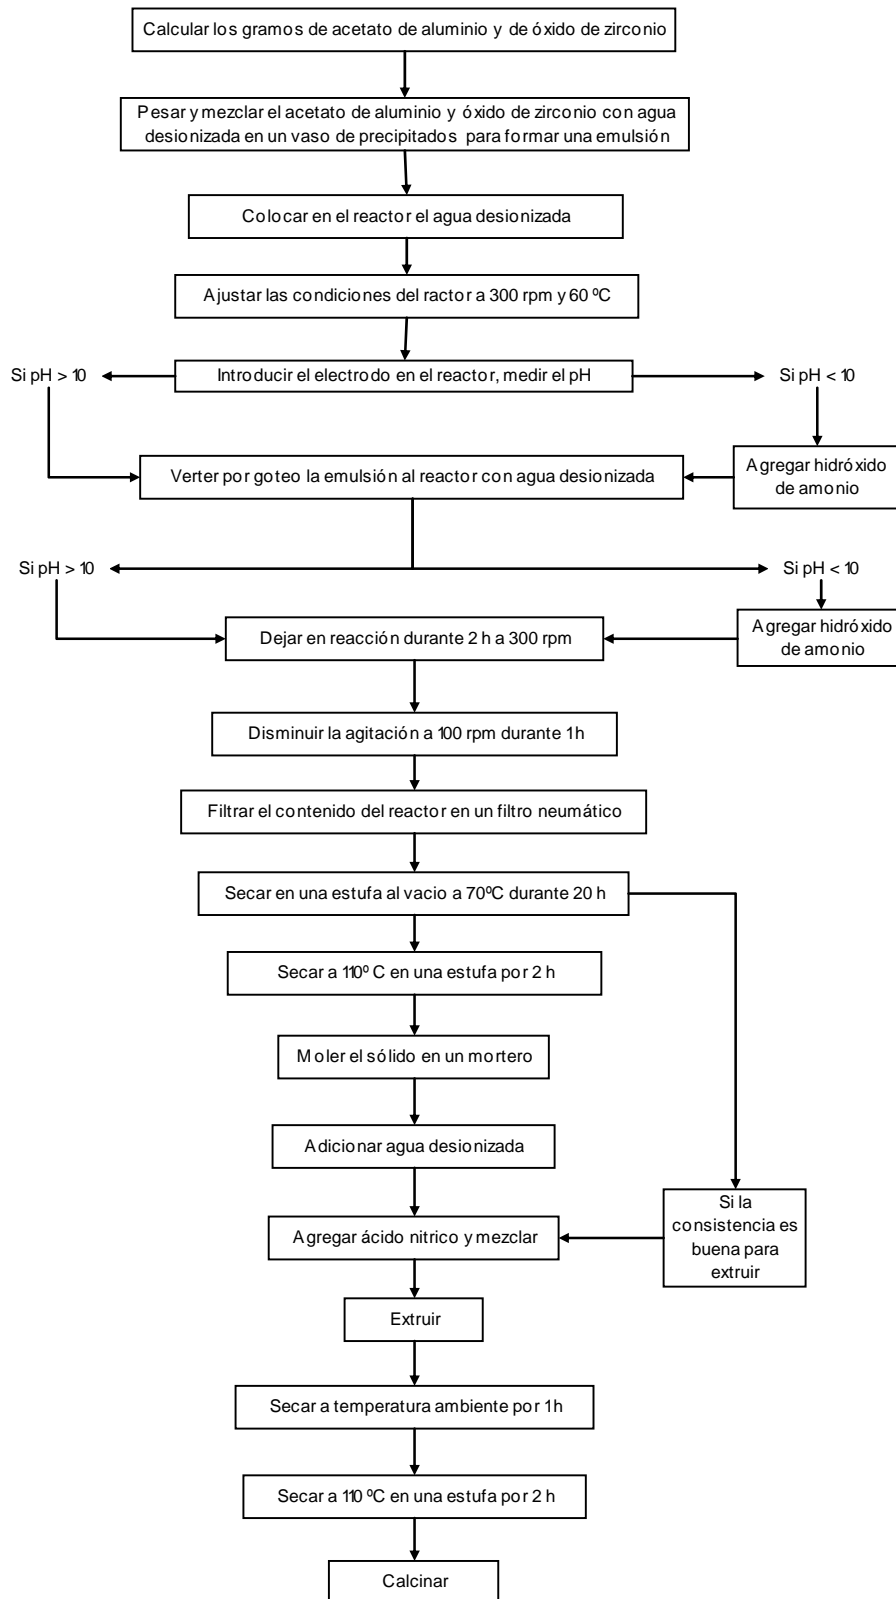 Calcular los gramos de acetato de aluminio y de óxido de zirconio
Pesar y mezclar el acetato de aluminio y óxido de zirconio con agua
desionizada en un vaso de precipitados para formar una emulsión
Colocar en el reactor el agua desionizada
Ajustar las condiciones del ractor a 300 rpm y 60 ºC
Si pH > 10
Introducir el electrodo en el reactor, medir el pH
Si pH < 10
Verter por goteo la emulsión al reactor con agua desionizada
Agregar hidróxido
de amonio
Si pH > 10
Si pH < 10
Dejar en reacción durante 2 h a 300 rpm
Agregar hidróxido
de amonio
Disminuir la agitación a 100 rpm durante 1h
Filtrar el contenido del reactor en un filtro neumático
Secar en una estufa al vacio a 70ºC durante 20 h
Secar a 110º C en una estufa por 2 h
Moler el sólido en un mortero
Adicionar agua desionizada
Si la
consistencia es
buena para
extruir
Agregar ácido nitrico y mezclar
Extruir
Secar a temperatura ambiente por 1h
Secar a 110 ºC en una estufa por 2 h
Calcinar